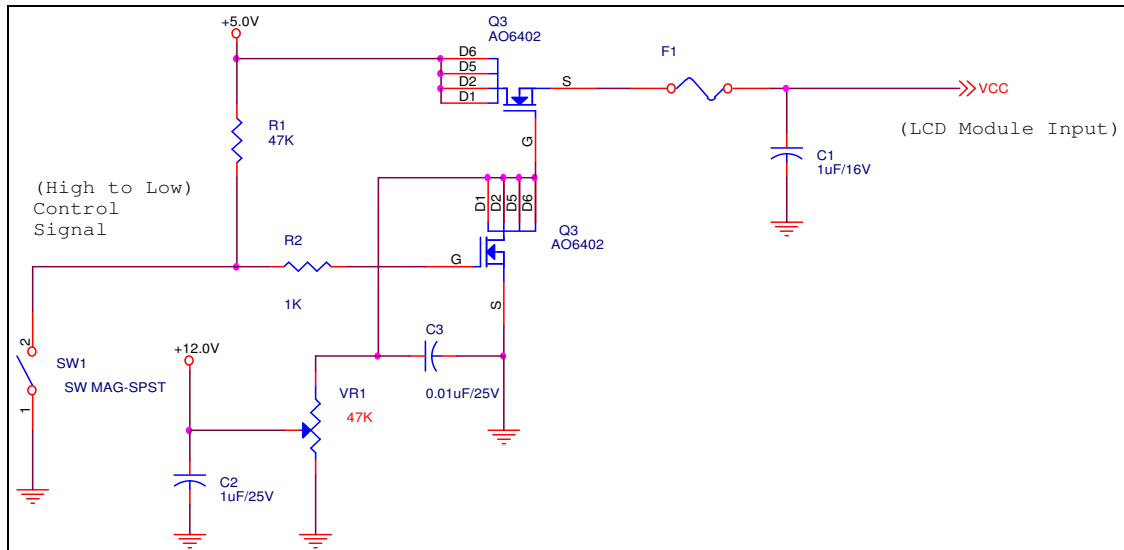 +5.0V
Q3
AO6402
D6
D5
D2
D1
S
G
F1
VCC
(LCD Module Input)
R1
47K
C1
1uF/16V
(High to Low)
Control
Signal
D1
D2
D5
D6
Q3
AO6402
R2
1K
G
S
C3
0.01uF/25V
+12.0V
2
SW1
SW MAG-SPST
1
VR1
47K
C2
1uF/25V